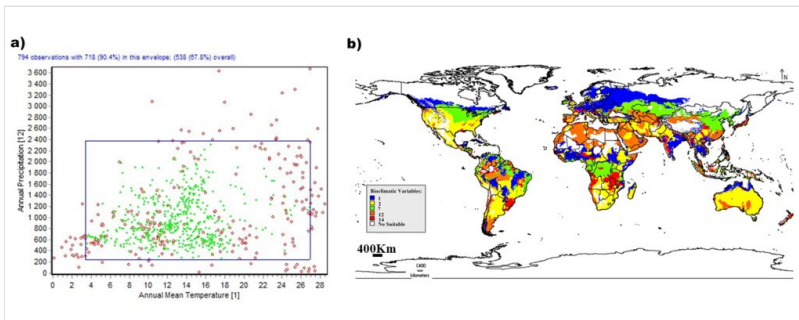 a)
794 observations with 718 (90.4%) in this envelope; (538 (67.8%) overall)
3 600
3 400
3 200
3 000
2 800
2 600
2 400
2 200
2 000
1 800
1 600
1 400
1 200
1 000
800
600
400
200
0
Annual Precipitation [12]
0 2 4 6 8 10 12 14 16 18 20 22 24 26 28
Annual Mean Temperature [1]
b)
N
Bioclimatic Variables:
1
2
7
12
14
No Suitable
400Km